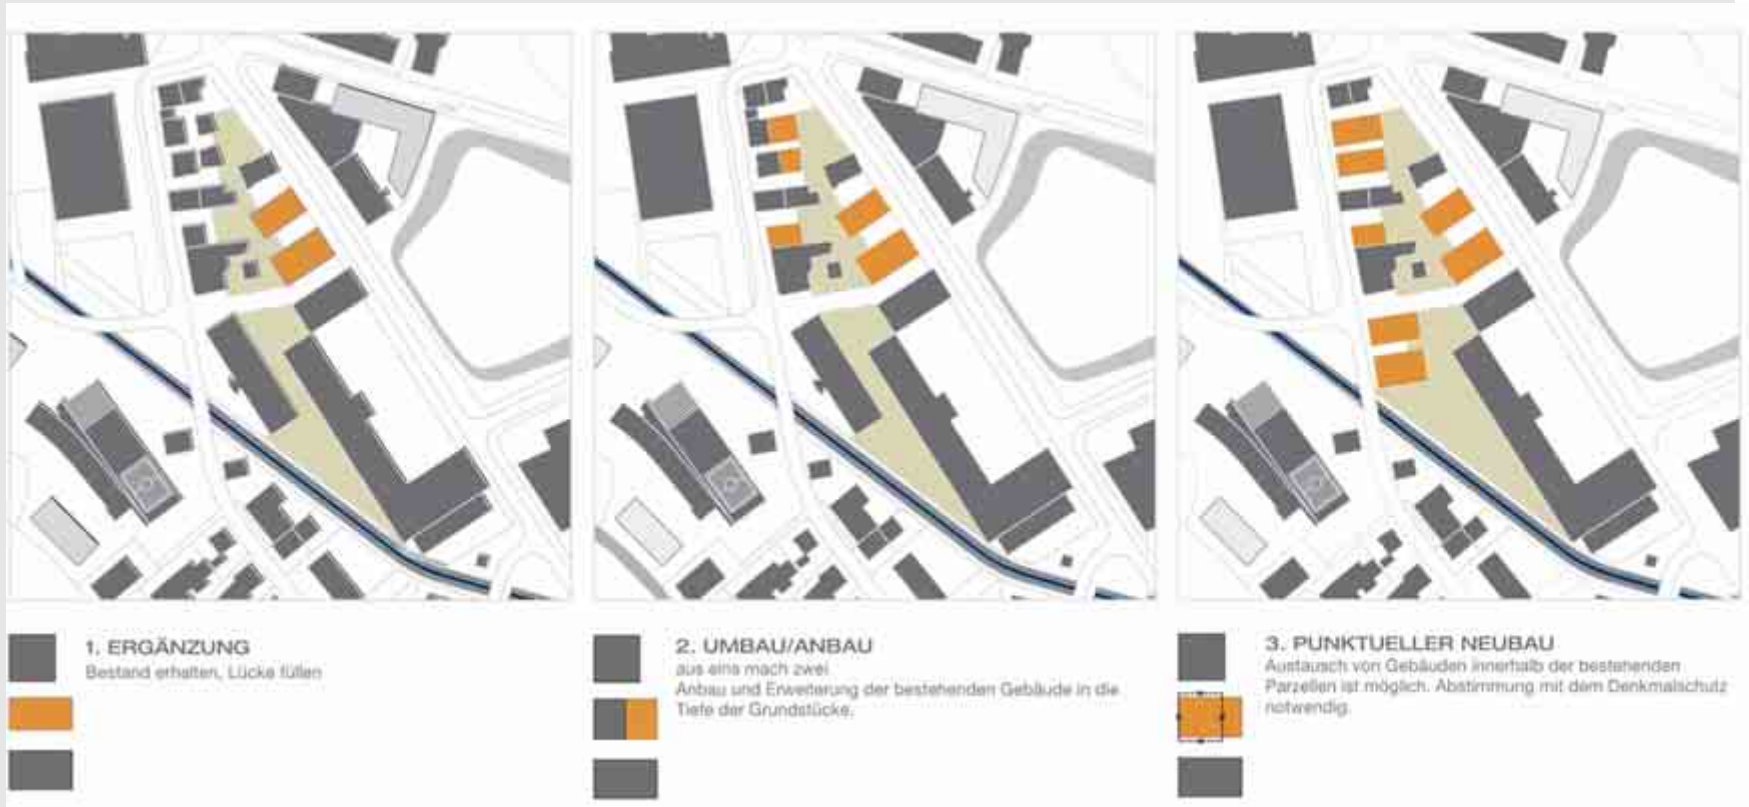 1. ERGÄNZUNG
Bestand erhalten, Lücke füllen
2. UMBAU/ANBAU
aus eins mach zwei
Anbau und Erweiterung der bestehenden Gebäude in die
Tiefe der Grundstücke.
3. PUNKTUELLER NEUBAU
Austausch von Gebäuden innerhalb der bestehenden
Parzellen ist möglich. Abstimmung mit dem Denkmalschutz
notwendig.